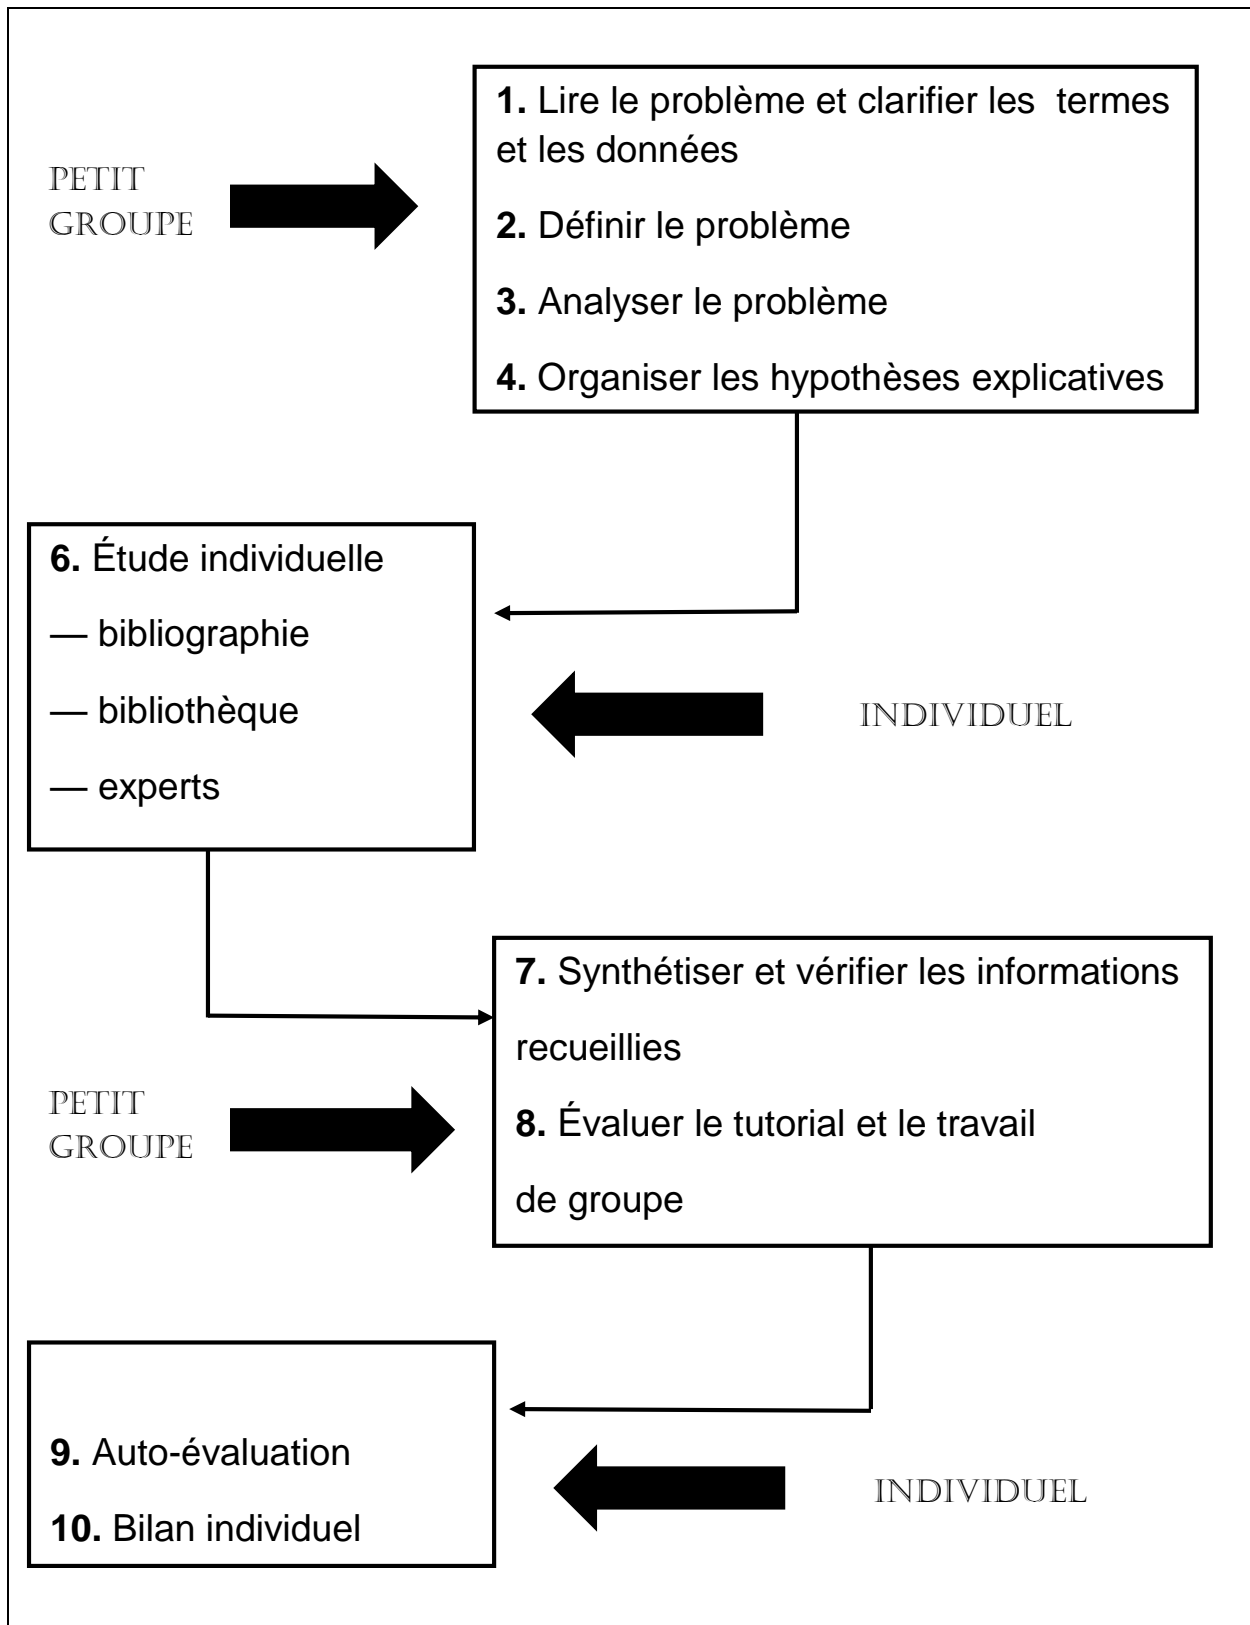 1. Lire le problème et clarifier les termes
et les données
PETIT
GROUPE
2. Définir le problème
3. Analyser le problème
4. Organiser les hypothèses explicatives
6. Étude individuelle
— bibliographie
— bibliothèque
— experts
INDIVIDUEL
7. Synthétiser et vérifier les informations
recueillies
PETIT
GROUPE
8. Évaluer le tutorial et le travail
de groupe
9. Auto-évaluation
10. Bilan individuel
INDIVIDUEL